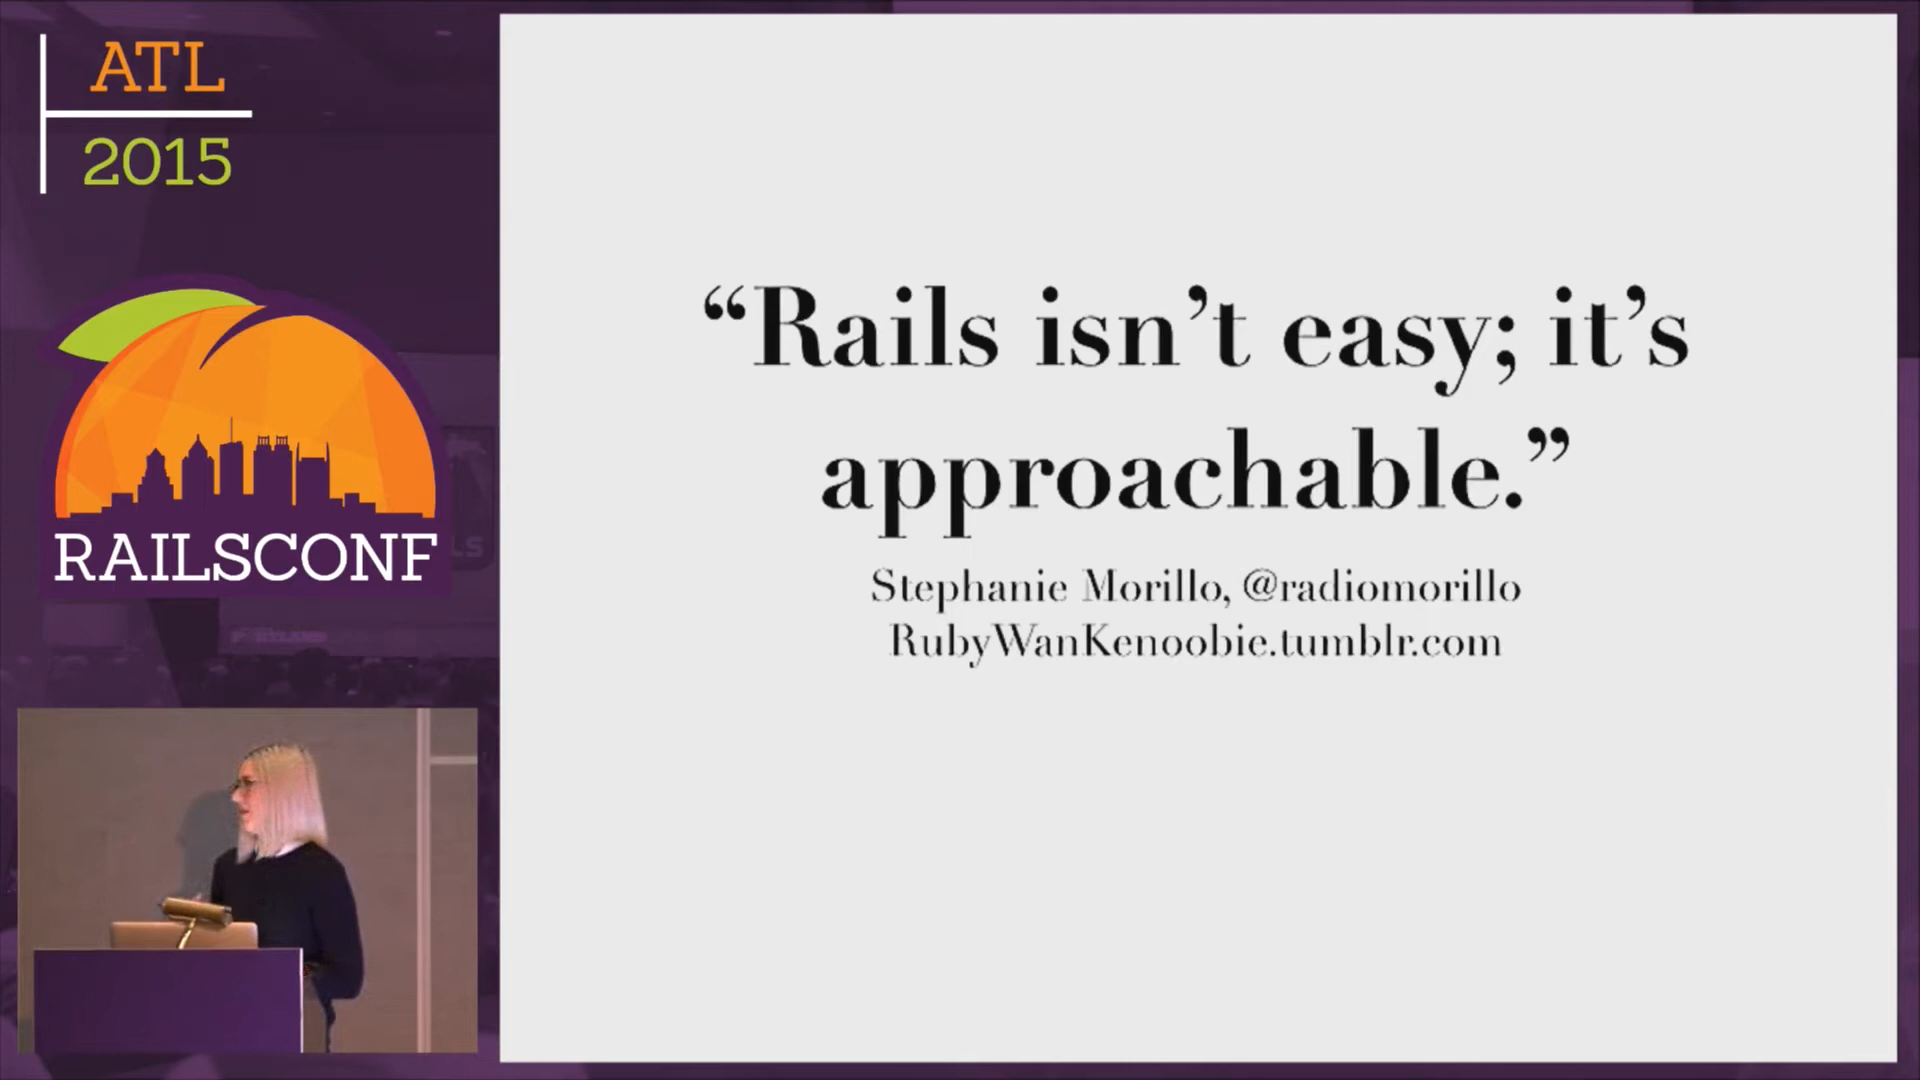 ATL
2015
RAILSCONF
“Rails isn’t easy; it’s
approachable.”
Stephanie Morillo, @radiomorillo
RubyWanKenoobie.tumblr.com